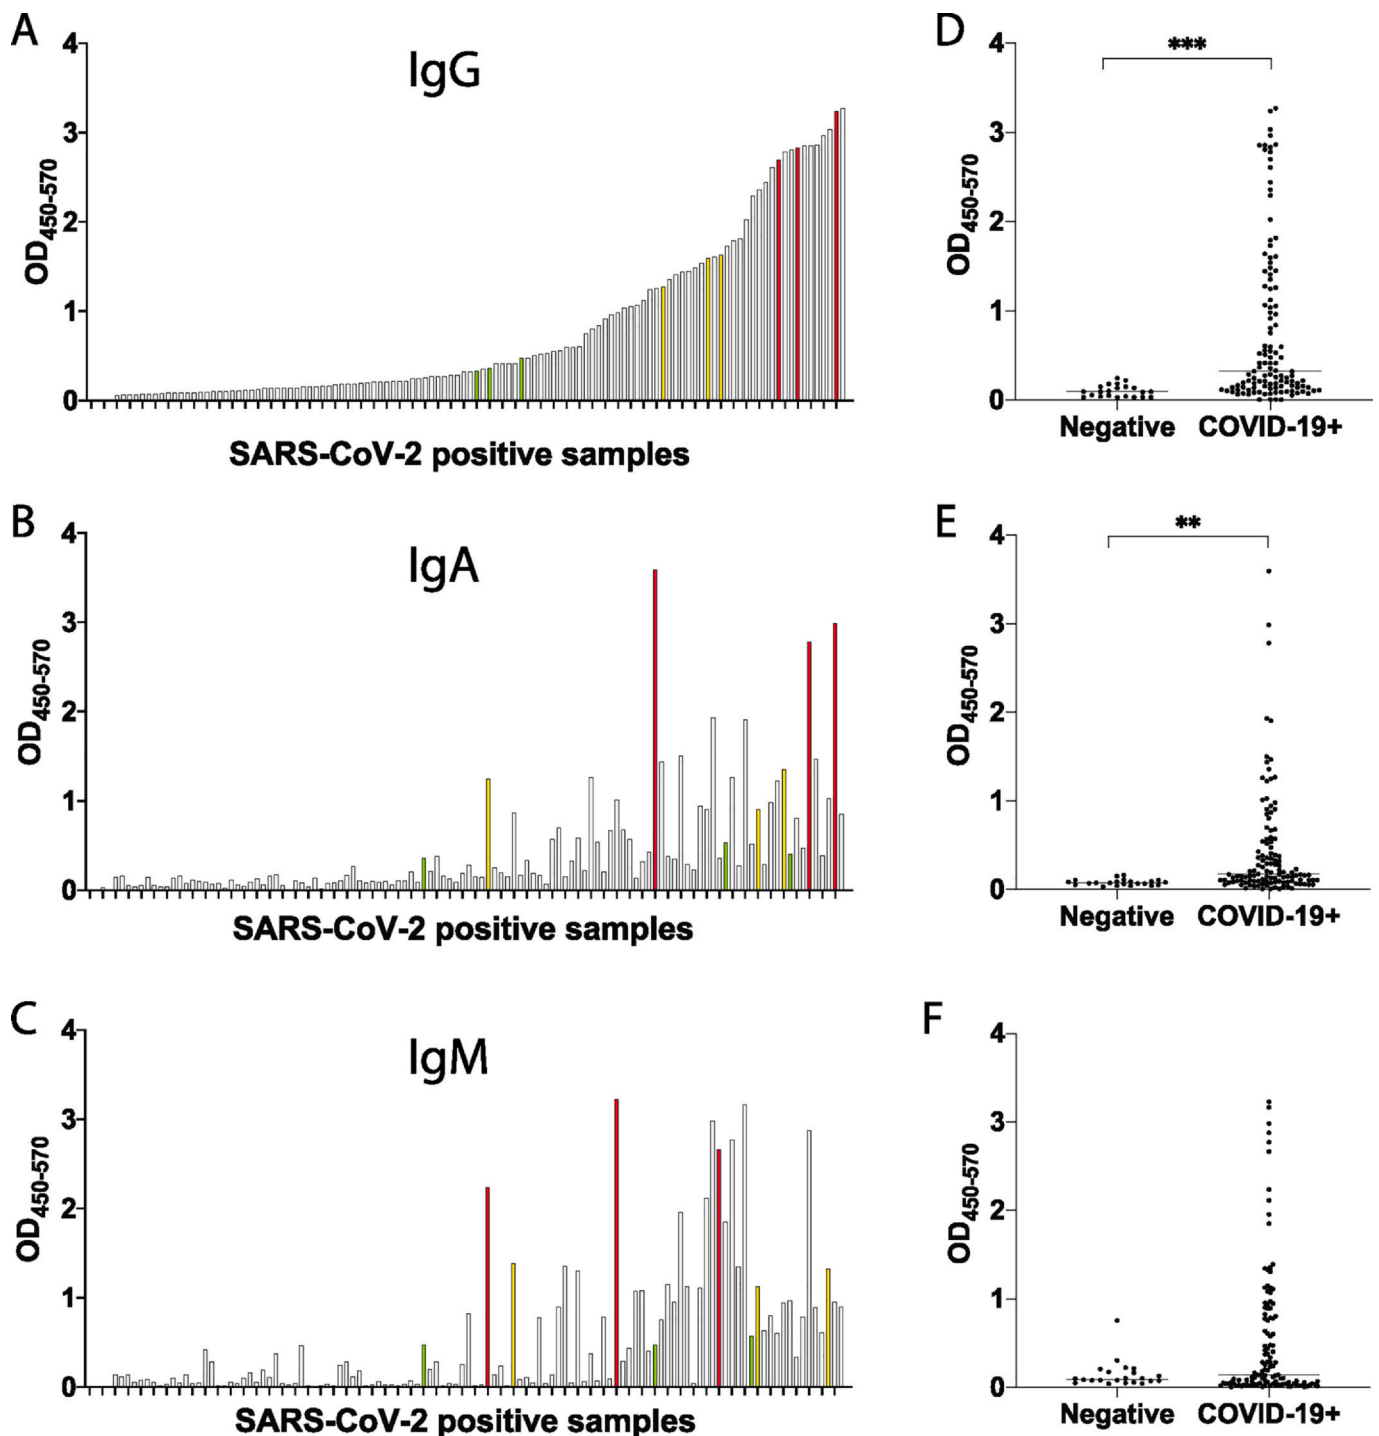 A
IgG
4
3
2
1
0
OD450-570
SARS-CoV-2 positive samples
D
***
4
3
2
1
0
OD450-570
Negative COVID-19+
B
IgA
4
3
2
1
0
OD450-570
SARS-CoV-2 positive samples
E
**
4
3
2
1
0
OD450-570
Negative COVID-19+
C
IgM
4
3
2
1
0
OD450-570
SARS-CoV-2 positive samples
F
4
3
2
1
0
OD450-570
Negative COVID-19+